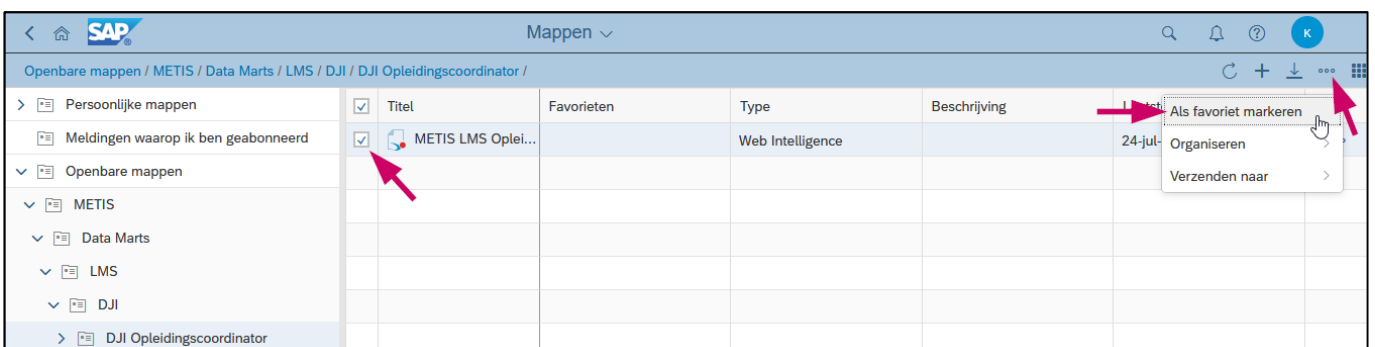 SAP
Mappen
K
Openbare mappen / METIS / Data Marts / LMS / DJI / DJI Opleidingscoordinator /
Persoonlijke mappen
Meldingen waarop ik ben geabonneerd
Openbare mappen
METIS
Data Marts
LMS
DJI
DJI Opleidingscoordinator
Titel Favorieten Type Beschrijving
METIS LMS Oplei... Web Intelligence 24-jul-
Als favoriet markeren
Organiseren
Verzenden naar